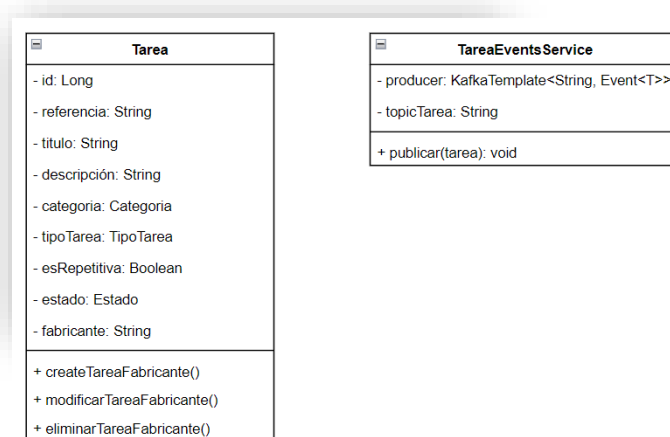 Tarea
- id: Long
- referencia: String
- titulo: String
- descripción: String
- categoria: Categoria
- tipoTarea: TipoTarea
- esRepetitiva: Boolean
- estado: Estado
- fabricante: String
+ createTareaFabricante()
+ modificarTareaFabricante()
+ eliminarTareaFabricante()
TareaEventsService
- producer: KafkaTemplate<String, Event<T>>
- topicTarea: String
+ publicar(tarea): void